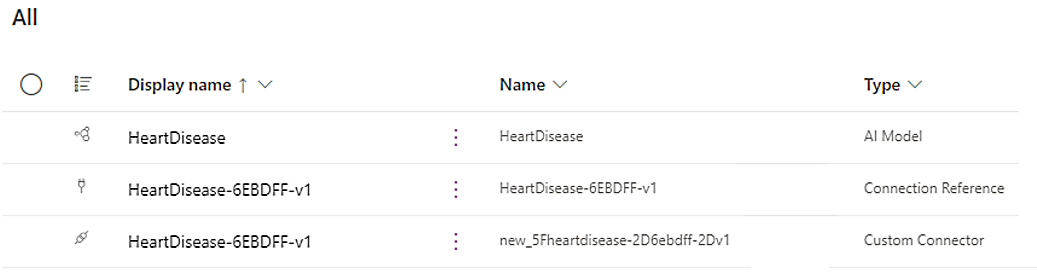 All
Display name ↑ Name Type
HeartDisease HeartDisease AI Model
HeartDisease-6EBDFF-v1 HeartDisease-6EBDFF-v1 Connection Reference
HeartDisease-6EBDFF-v1 new_5Fheartdisease-2D6ebdff-2Dv1 Custom Connector